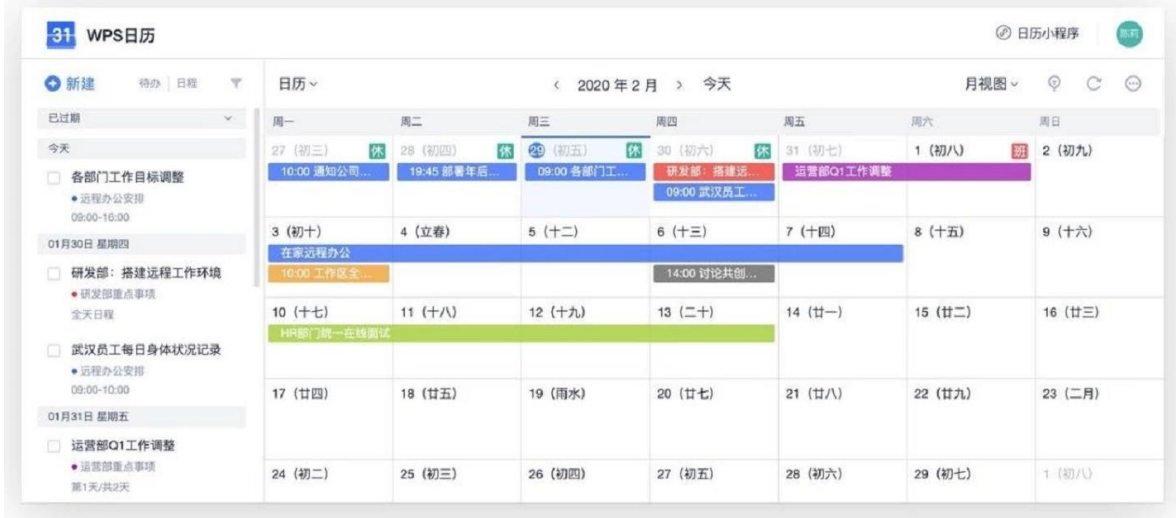 31 WPS日历
日历小程序
陈莉
新建 待办 日程
日历 2020 年 2 月 今天 月视图
已过期
今天
各部门工作目标调整
远程办公安排
09:00-16:00
01月30日 星期四
研发部：搭建远程工作环境
研发部重点事项
全天日程
武汉员工每日身体状况记录
远程办公安排
09:00-10:00
01月31日 星期五
运营部Q1工作调整
运营部重点事项
第1天/共2天
周一 周二 周三 周四 周五 周六 周日
27（初三） 休 28（初四） 休 29（初五） 休 30（初六） 休 31（初七） 1（初八） 班 2（初九）
10:00 通知公司... 19:45 部署年后... 09:00 各部门工... 研发部：搭建远... 运营部Q1工作调整
09:00 武汉员工...
3（初十） 4（立春） 5（十二） 6（十三） 7（十四） 8（十五） 9（十六）
在家远程办公
10:00 工作区全... 14:00 讨论共创...
10（十七） 11（十八） 12（十九） 13（二十） 14（廿一） 15（廿二） 16（廿三）
HR部门统一在线面试
17（廿四） 18（廿五） 19（雨水） 20（廿七） 21（廿八） 22（廿九） 23（二月）
24（初二） 25（初三） 26（初四） 27（初五） 28（初六） 29（初七） 1（初八）